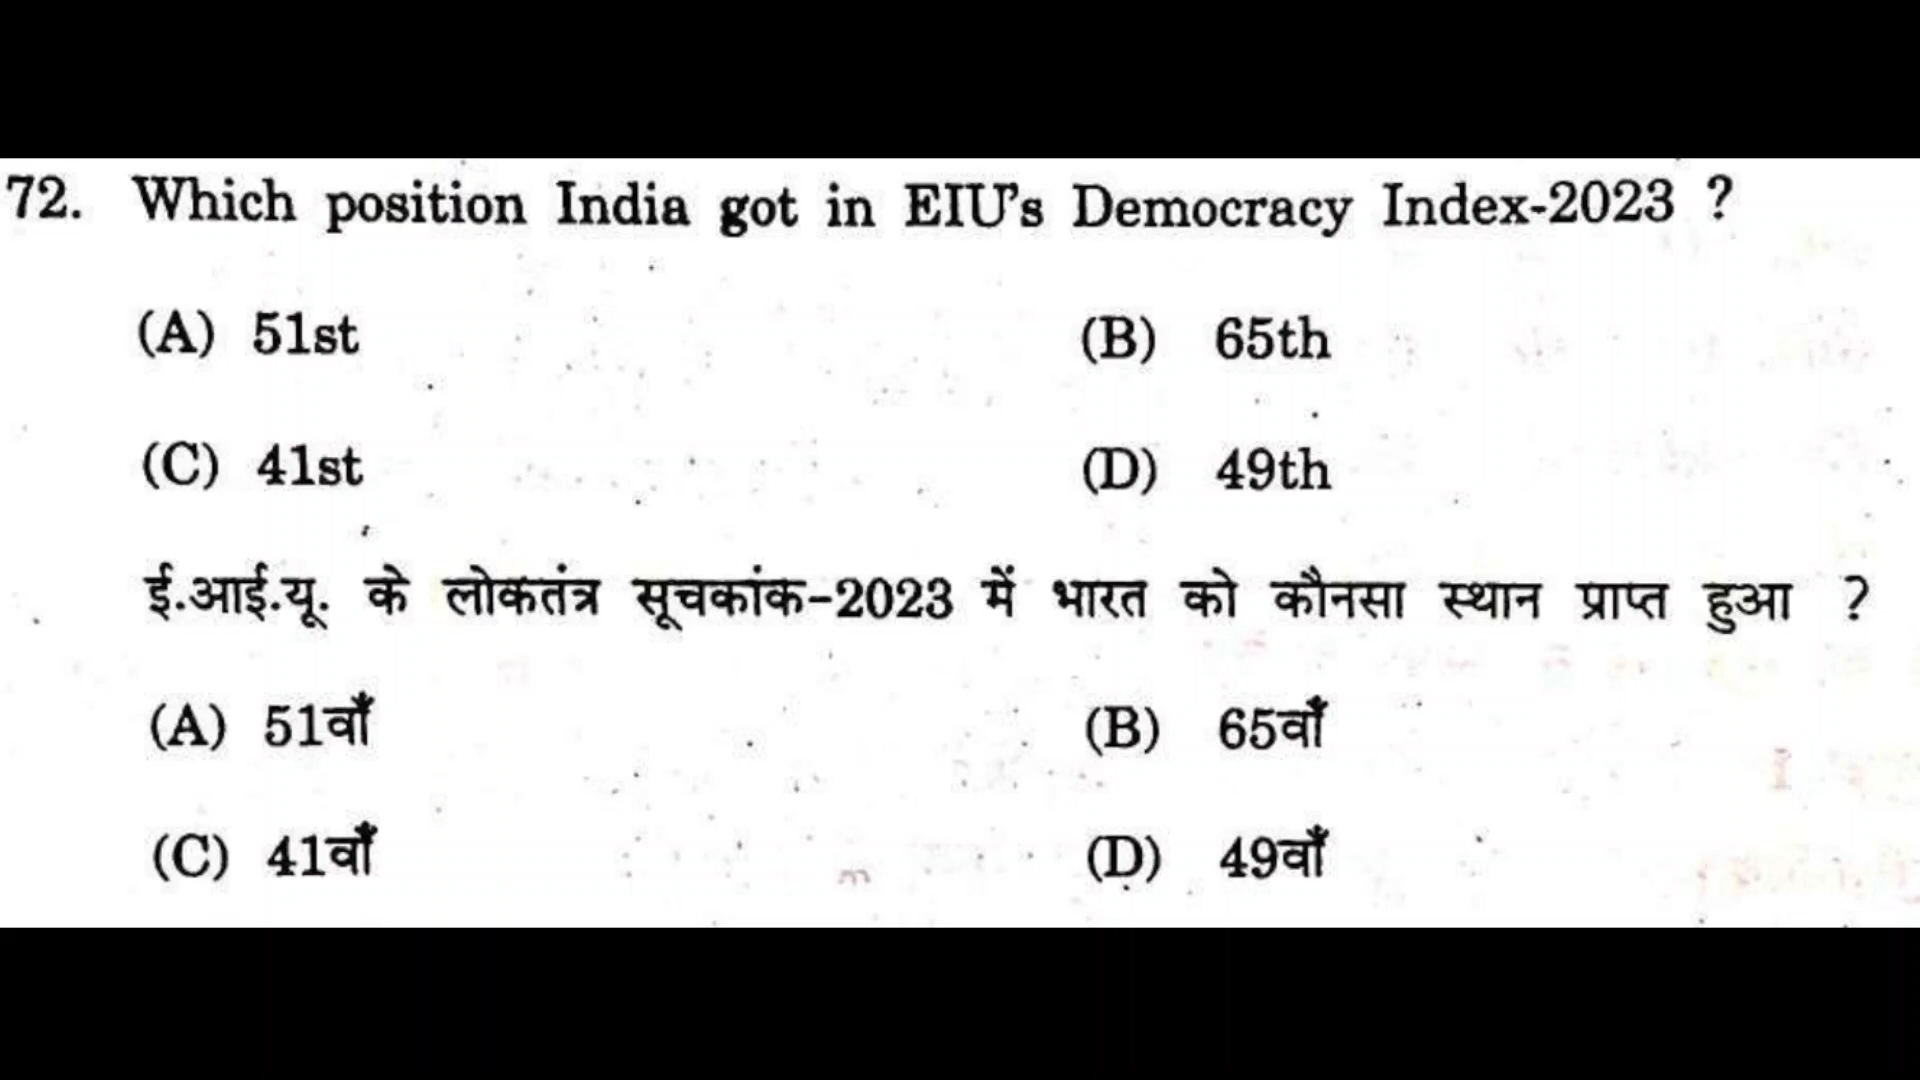 72. Which position India got in EIU's Democracy Index-2023 ?
(A) 51st (B) 65th
(C) 41st (D) 49th
ई.आई.यू. के लोकतंत्र सूचकांक-2023 में भारत को कौनसा स्थान प्राप्त हुआ ?
(A) 51वाँ (B) 65वाँ
(C) 41वाँ (D) 49वाँ